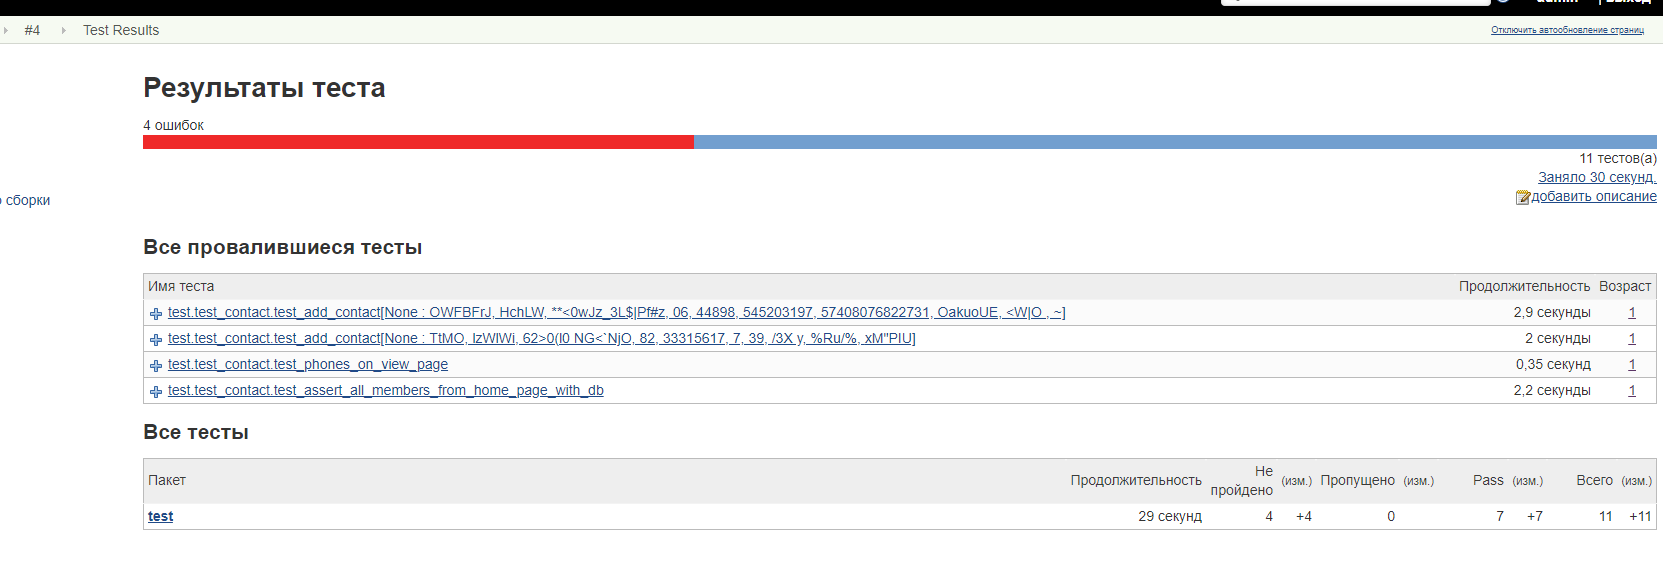 #4 Test Results Отключить автообновление страниц
Результаты теста
4 ошибок
11 тестов(а)
Заняло 30 секунд.
добавить описание
сборки
Все провалившиеся тесты
Имя теста Продолжительность Возраст
test.test_contact.test_add_contact[None : OWFBFrJ, HchLW, **<0wJz_3L$|Pf#z, 06, 44898, 545203197, 57408076822731, OakuoUE, <W|O , ~] 2,9 секунды 1
test.test_contact.test_add_contact[None : TtMO, IzWIWi, 62>0(I0 NG<`NjO, 82, 33315617, 7, 39, /3X y, %Ru/%, xM"PIU] 2 секунды 1
test.test_contact.test_phones_on_view_page 0,35 секунд 1
test.test_contact.test_assert_all_members_from_home_page_with_db 2,2 секунды 1
Все тесты
Пакет Продолжительность Не пройдено (изм.) Пропущено (изм.) Pass (изм.) Всего (изм.)
test 29 секунд 4 +4 0 7 +7 11 +11